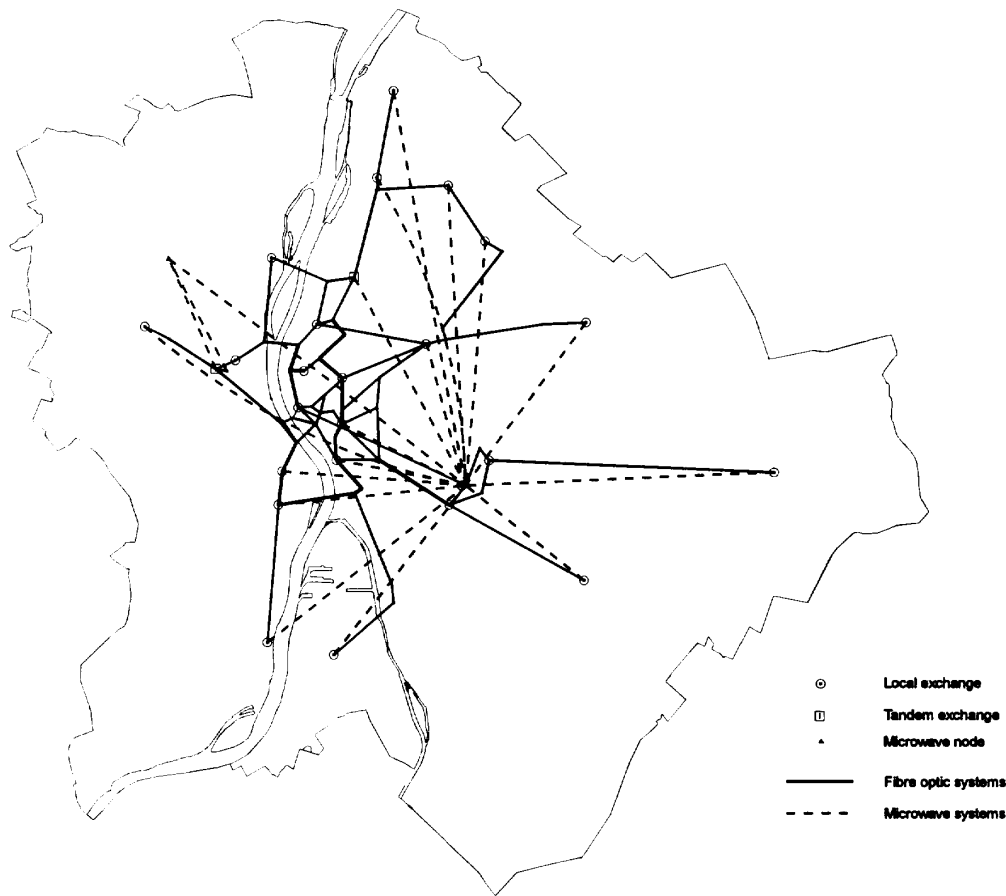 Local exchange
Tandem exchange
Microwave node
Fibre optic systems
Microwave systems